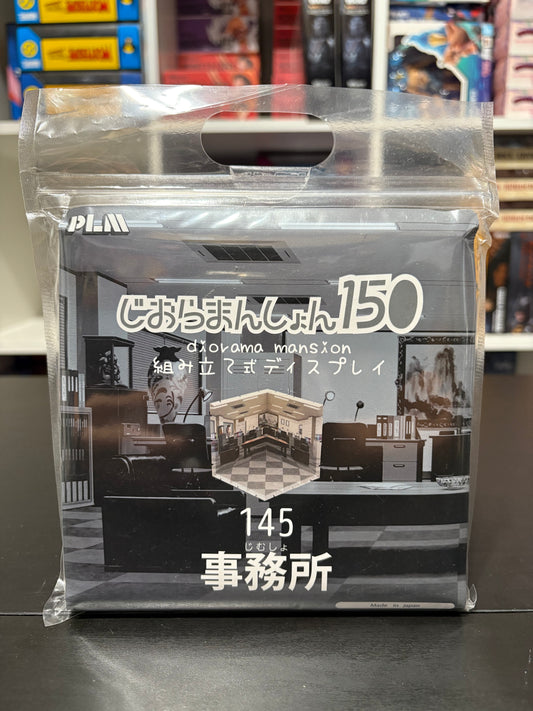 PLM
じおらまんしょん150
diorama mansion
組み立て式ディスプレイ
145
じむしょ
事務所
Made in Japan